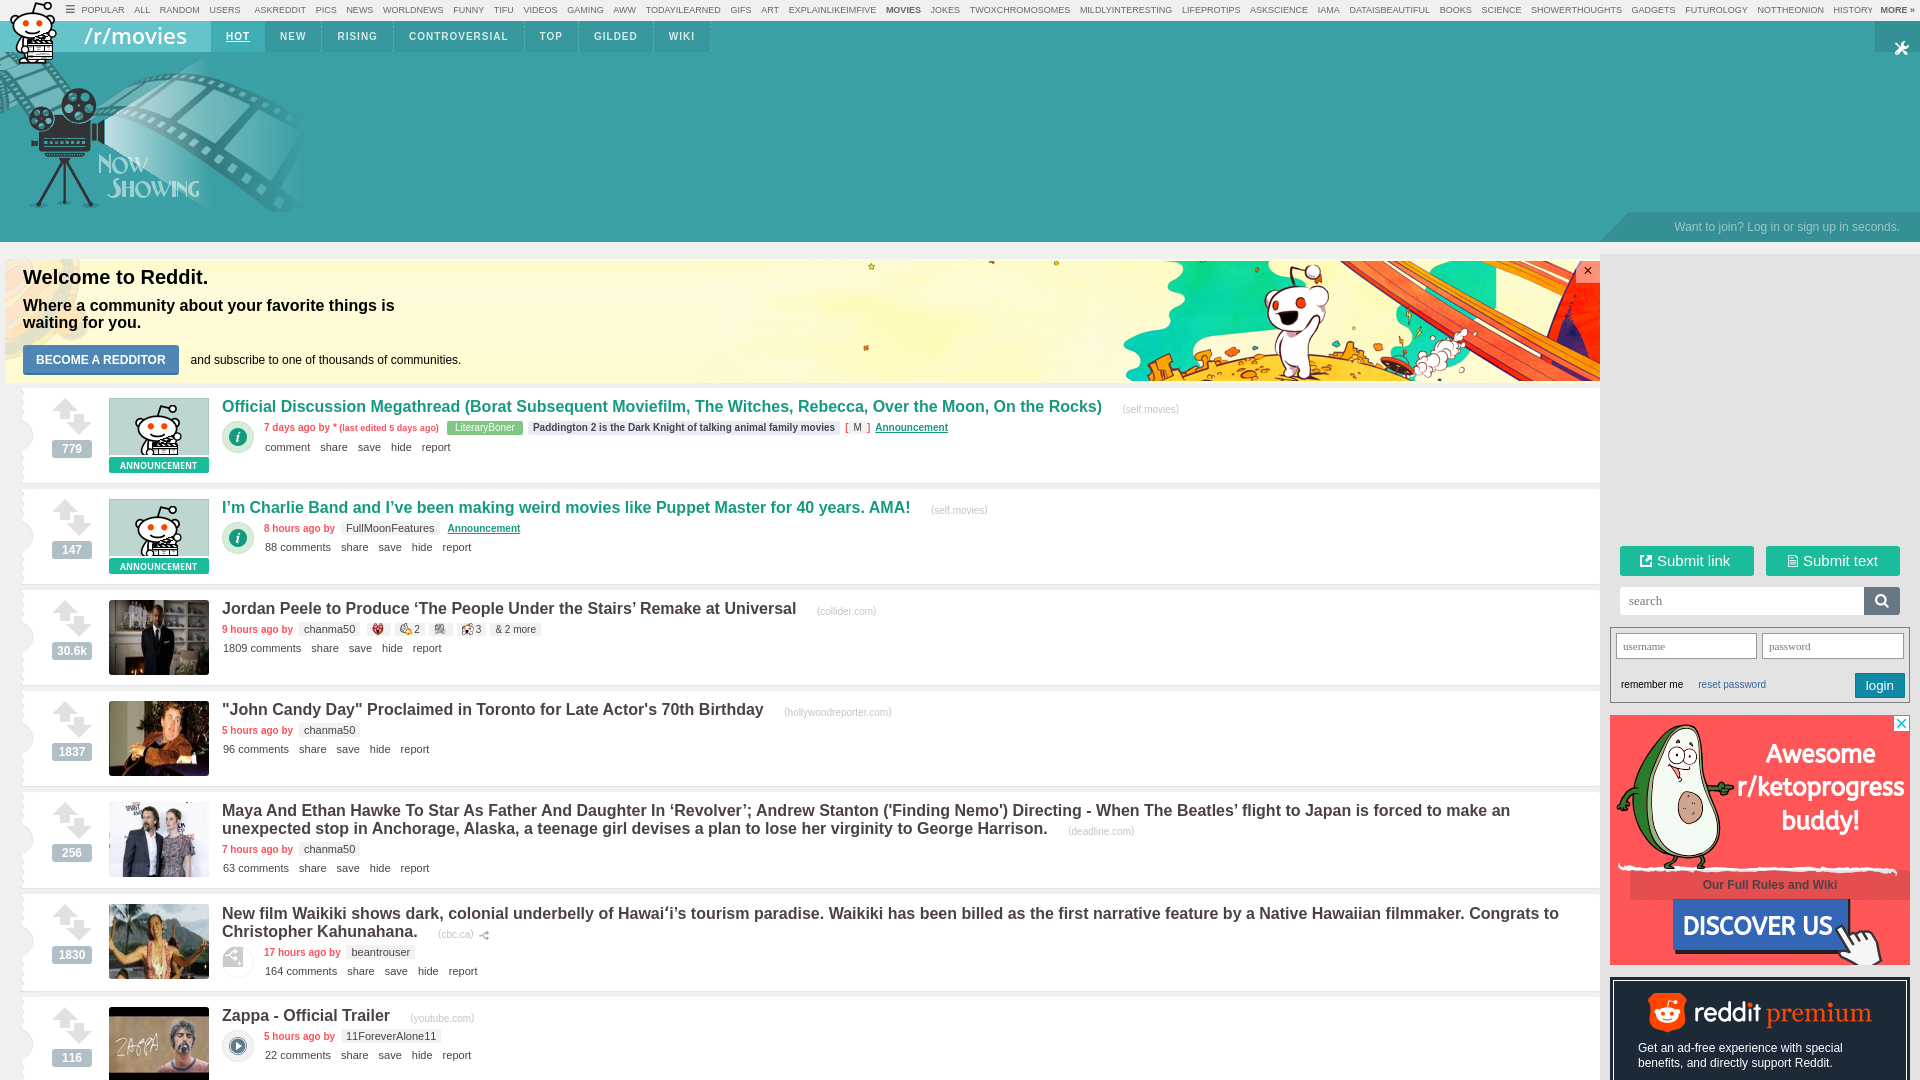 POPULAR ALL RANDOM USERS ASKREDDIT PICS NEWS WORLDNEWS FUNNY TIFU VIDEOS GAMING AWW TODAYILEARNED GIFS ART EXPLAINLIKEIMFIVE MOVIES JOKES TWOXCHROMOSOMES MILDLYINTERESTING LIFEPROTIPS ASKSCIENCE IAMA DATAISBEAUTIFUL BOOKS SCIENCE SHOWERTHOUGHTS GADGETS FUTUROLOGY NOTTHEONION HISTORY MORE »
/r/movies HOT NEW RISING CONTROVERSIAL TOP GILDED WIKI
NOW
SHOWING
Want to join? Log in or sign up in seconds.
Welcome to Reddit.
Where a community about your favorite things is
waiting for you.
BECOME A REDDITOR and subscribe to one of thousands of communities.
×
779
ANNOUNCEMENT
Official Discussion Megathread (Borat Subsequent Moviefilm, The Witches, Rebecca, Over the Moon, On the Rocks) (self.movies)
7 days ago by * (last edited 5 days ago) LiteraryBoner Paddington 2 is the Dark Knight of talking animal family movies [ M ] Announcement
comment share save hide report
147
ANNOUNCEMENT
I’m Charlie Band and I’ve been making weird movies like Puppet Master for 40 years. AMA! (self.movies)
8 hours ago by FullMoonFeatures Announcement
88 comments share save hide report
30.6k
Jordan Peele to Produce ‘The People Under the Stairs’ Remake at Universal (collider.com)
9 hours ago by chanma50 2 3 & 2 more
1809 comments share save hide report
1837
"John Candy Day" Proclaimed in Toronto for Late Actor's 70th Birthday (hollywoodreporter.com)
5 hours ago by chanma50
96 comments share save hide report
256
Maya And Ethan Hawke To Star As Father And Daughter In ‘Revolver’; Andrew Stanton ('Finding Nemo') Directing - When The Beatles’ flight to Japan is forced to make an
unexpected stop in Anchorage, Alaska, a teenage girl devises a plan to lose her virginity to George Harrison. (deadline.com)
7 hours ago by chanma50
63 comments share save hide report
1830
New film Waikiki shows dark, colonial underbelly of Hawaiʻi’s tourism paradise. Waikiki has been billed as the first narrative feature by a Native Hawaiian filmmaker. Congrats to
Christopher Kahunahana. (cbc.ca)
17 hours ago by beantrouser
164 comments share save hide report
116
ZAPPA
Zappa - Official Trailer (youtube.com)
5 hours ago by 11ForeverAlone11
22 comments share save hide report
Submit link Submit text
search
username password
remember me reset password login
Awesome
r/ketoprogress
buddy!
Our Full Rules and Wiki
DISCOVER US
reddit premium
Get an ad-free experience with special
benefits, and directly support Reddit.